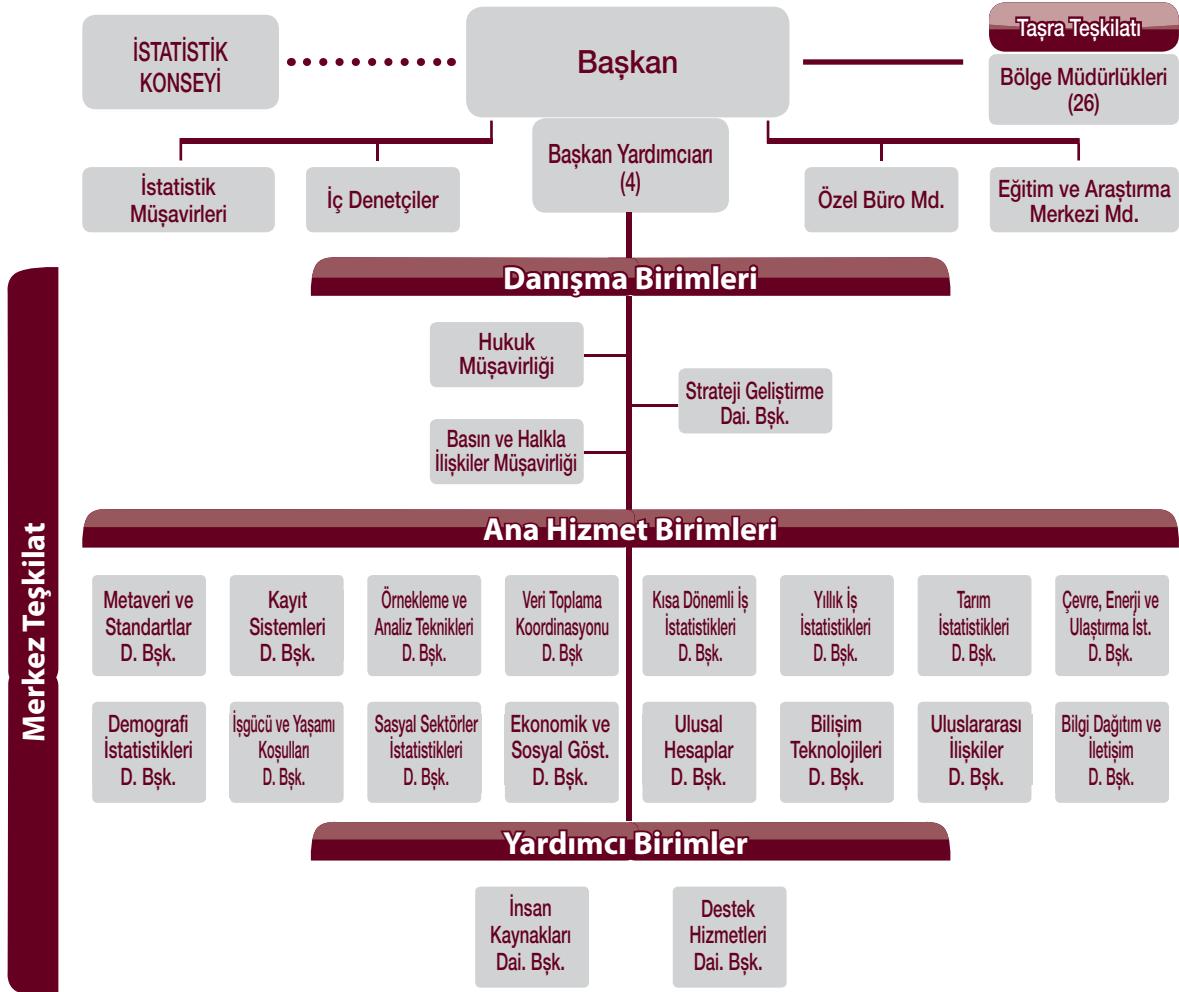 İSTATİSTİK
KONSEYİ
Başkan
Taşra Teşkilatı
Bölge Müdürlükleri
(26)
İstatistik
Müşavirleri
İç Denetçiler
Başkan Yardımcıarı
(4)
Özel Büro Md.
Eğitim ve Araştırma
Merkezi Md.
Merkez Teşkilat
Danışma Birimleri
Hukuk
Müşavirliği
Strateji Geliştirme
Dai. Bşk.
Basın ve Halkla
İlişkiler Müşavirliği
Ana Hizmet Birimleri
Metaveri ve
Standartlar
D. Bşk.
Kayıt
Sistemleri
D. Bşk.
Örnekleme ve
Analiz Teknikleri
D. Bşk.
Veri Toplama
Koordinasyonu
D. Bşk
Kısa Dönemli İş
İstatistikleri
D. Bşk.
Yıllık İş
İstatistikleri
D. Bşk.
Tarım
İstatistikleri
D. Bşk.
Çevre, Enerji ve
Ulaştırma İst.
D. Bşk.
Demografi
İstatistikleri
D. Bşk.
İşgücü ve Yaşamı
Koşulları
D. Bşk.
Sasyal Sektörler
İstatistikleri
D. Bşk.
Ekonomik ve
Sosyal Göst.
D. Bşk.
Ulusal
Hesaplar
D. Bşk.
Bilişim
Teknolojileri
D. Bşk.
Uluslararası
İlişkiler
D. Bşk.
Bilgi Dağıtım ve
İletişim
D. Bşk.
Yardımcı Birimler
İnsan
Kaynakları
Dai. Bşk.
Destek
Hizmetleri
Dai. Bşk.